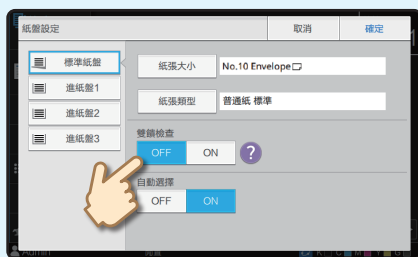 紙盤設定
取消
確定
標準紙盤
進紙盤1
進紙盤2
進紙盤3
紙張大小
No.10 Envelope
紙張類型
普通紙 標準
雙饋檢查
OFF
ON
?
自動選擇
OFF
ON
Admin
K
C
M
Y
G